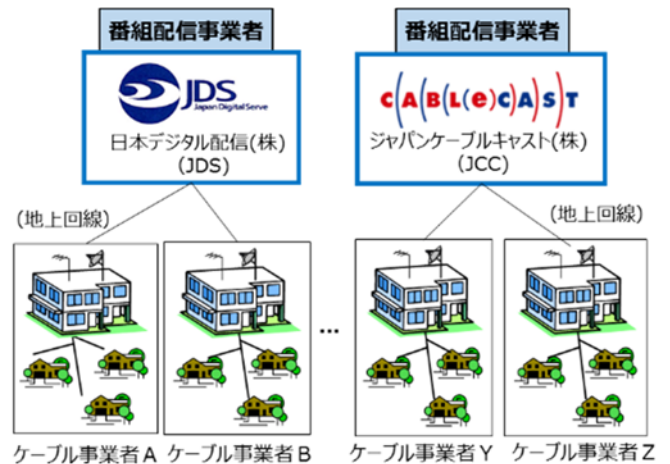 番組配信事業者
JDS
Japan Digital Serve
日本デジタル配信(株)
(JDS)
番組配信事業者
C(A(B(L(e)C)A)S)T
ジャパンケーブルキャスト(株)
(JCC)
(地上回線)
(地上回線)
...
ケーブル事業者A
ケーブル事業者B
ケーブル事業者Y
ケーブル事業者Z